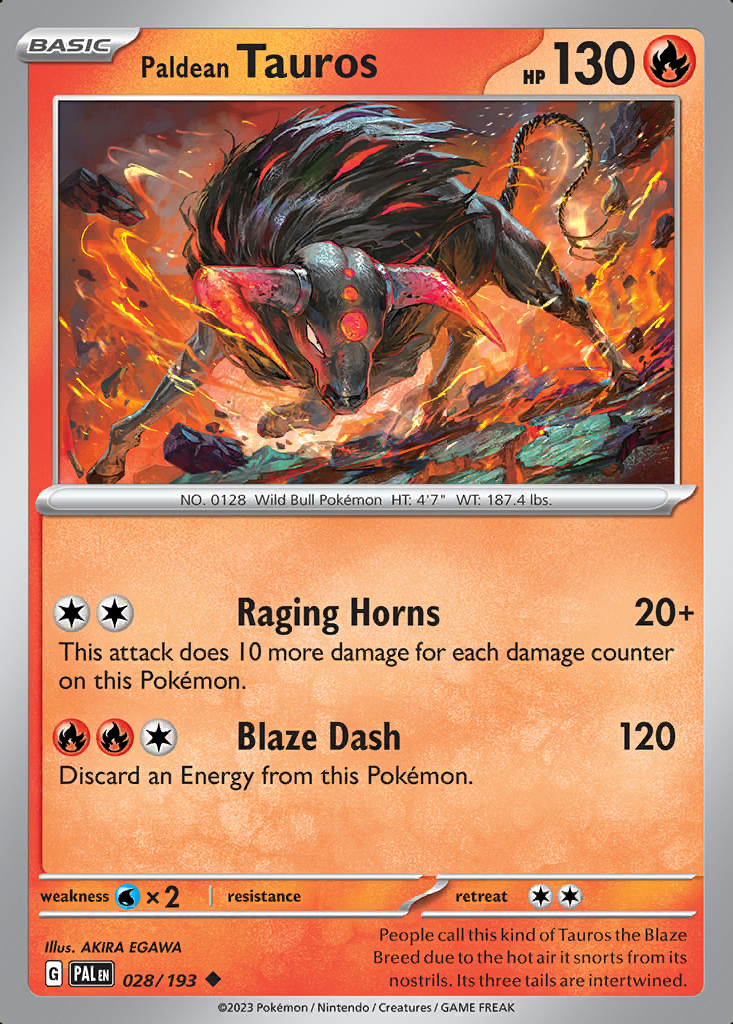 BASIC
Paldean Tauros
HP 130
NO. 0128 Wild Bull Pokémon HT: 4'7" WT: 187.4 lbs.
Raging Horns 20+
This attack does 10 more damage for each damage counter
on this Pokémon.
Blaze Dash 120
Discard an Energy from this Pokémon.
weakness ×2 resistance retreat
Illus. AKIRA EGAWA
G PAL EN 028/193
People call this kind of Tauros the Blaze
Breed due to the hot air it snorts from its
nostrils. Its three tails are intertwined.
©2023 Pokémon / Nintendo / Creatures / GAME FREAK